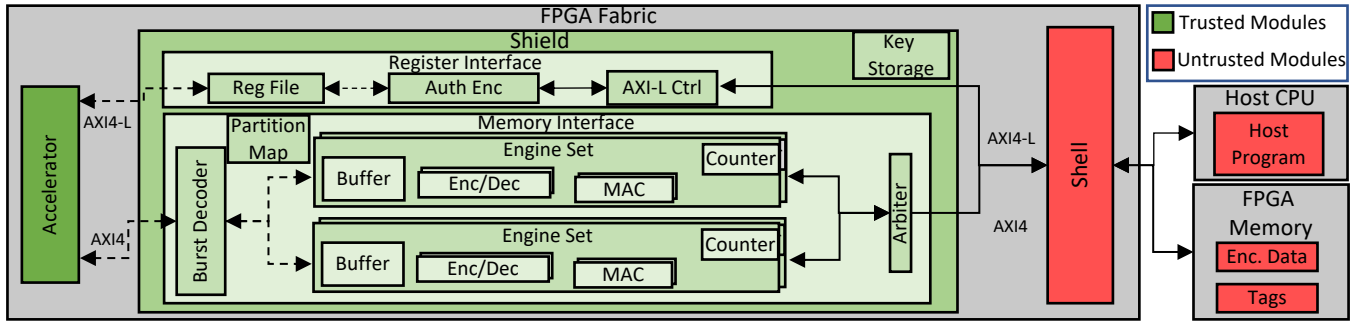 FPGA Fabric
Trusted Modules
Untrusted Modules
Shield
Key
Storage
Register Interface
Reg File
Auth Enc
AXI-L Ctrl
AXI4-L
Accelerator
AXI4
Memory Interface
Partition
Map
Burst Decoder
Engine Set
Counter
Buffer
Enc/Dec
MAC
Engine Set
Counter
Buffer
Enc/Dec
MAC
Arbiter
AXI4-L
AXI4
Shell
Host CPU
Host
Program
FPGA
Memory
Enc. Data
Tags